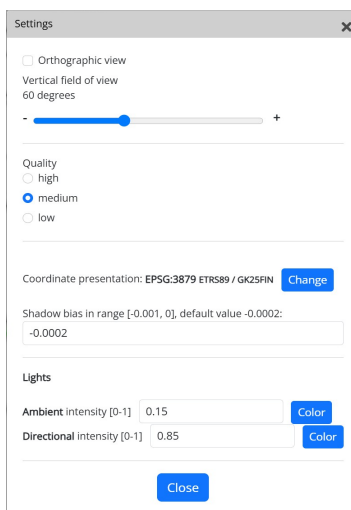 Settings
Orthographic view
Vertical field of view
60 degrees
- +
Quality
high
medium
low
Coordinate presentation: EPSG:3879 ETRS89 / GK25FIN Change
Shadow bias in range [-0.001, 0], default value -0.0002:
-0.0002
Lights
Ambient intensity [0-1] 0.15 Color
Directional intensity [0-1] 0.85 Color
Close